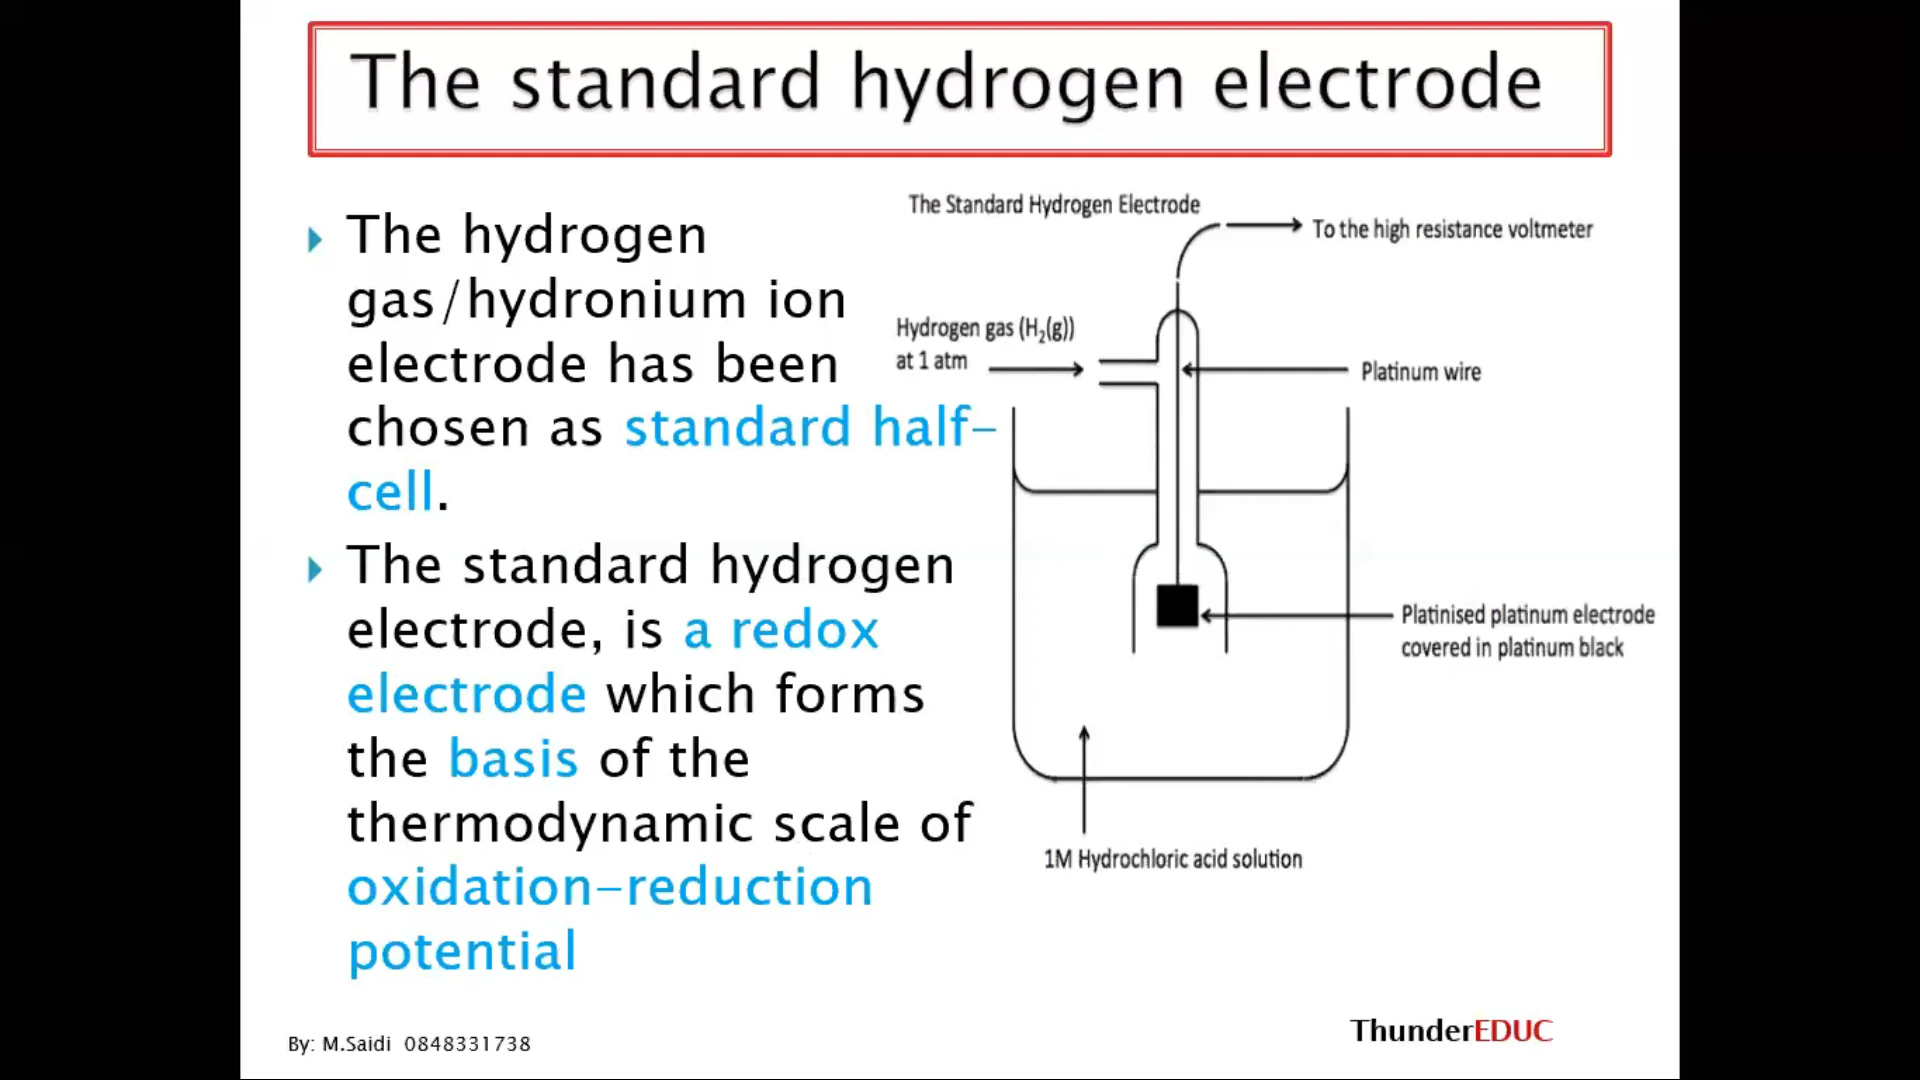 The standard hydrogen electrode
The hydrogen
gas/hydronium ion
electrode has been
chosen as standard half-
cell.
The standard hydrogen
electrode, is a redox
electrode which forms
the basis of the
thermodynamic scale of
oxidation-reduction
potential
The Standard Hydrogen Electrode
To the high resistance voltmeter
Hydrogen gas (H₂(g))
at 1 atm
Platinum wire
Platinised platinum electrode
covered in platinum black
1M Hydrochloric acid solution
By: M.Saidi 0848331738
ThunderEDUC